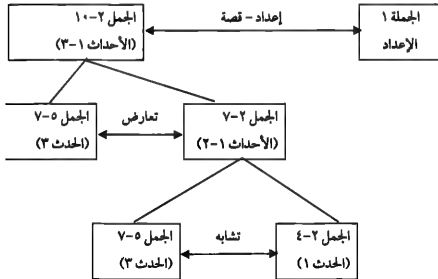 الجملة ١
الإعداد
إعداد - قصة
الجمل ٢-١٠
(الأحداث ١-٣)
الجمل ٢-٧
(الأحداث ١-٢)
تعارض
الجمل ٥-٧
(الحدث ٣)
الجمل ٢-٤
(الحدث ١)
تشابه
الجمل ٥-٧
(الحدث ٣)